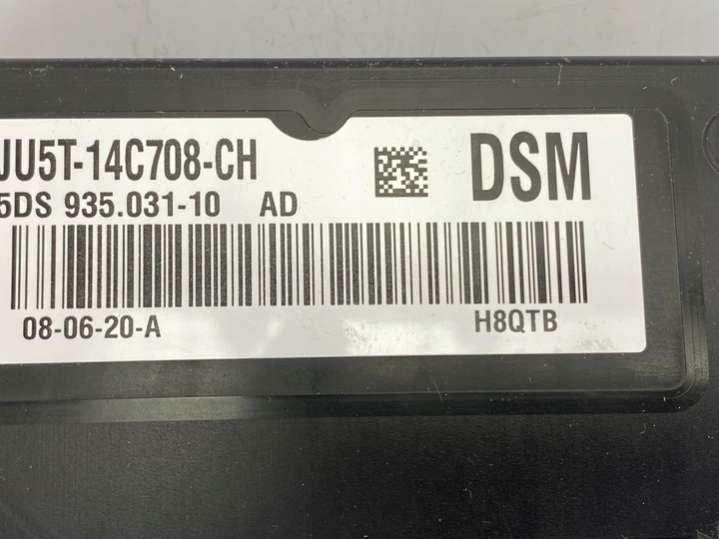 JU5T-14C708-CH
DSM
5DS 935.031-10 AD
08-06-20-A
H8QTB